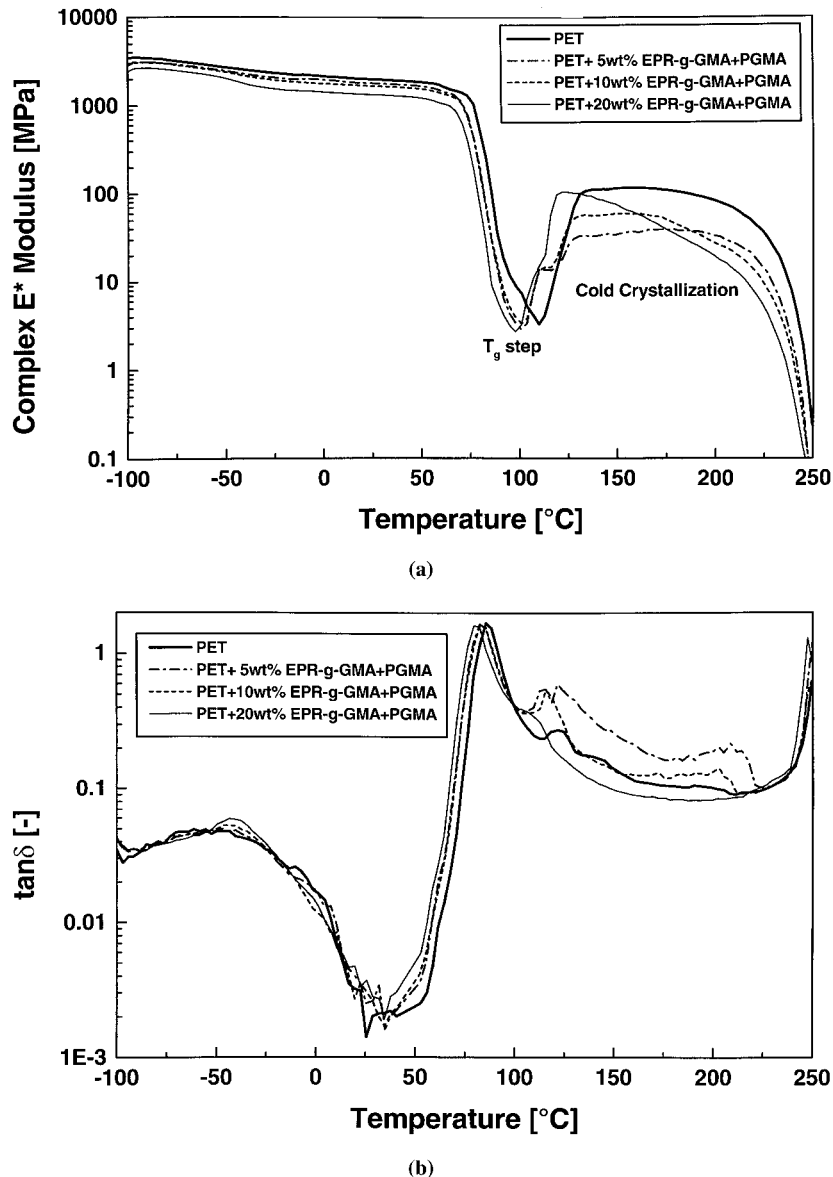 10000
1000
100
10
1
0.1
Complex E* Modulus [MPa]
PET
PET+ 5wt% EPR-g-GMA+PGMA
PET+10wt% EPR-g-GMA+PGMA
PET+20wt% EPR-g-GMA+PGMA
Cold Crystallization
Tg step
-100 -50 0 50 100 150 200 250
Temperature [°C]
(a)
1
0.1
0.01
1E-3
tanδ [-]
PET
PET+ 5wt% EPR-g-GMA+PGMA
PET+10wt% EPR-g-GMA+PGMA
PET+20wt% EPR-g-GMA+PGMA
-100 -50 0 50 100 150 200 250
Temperature [°C]
(b)